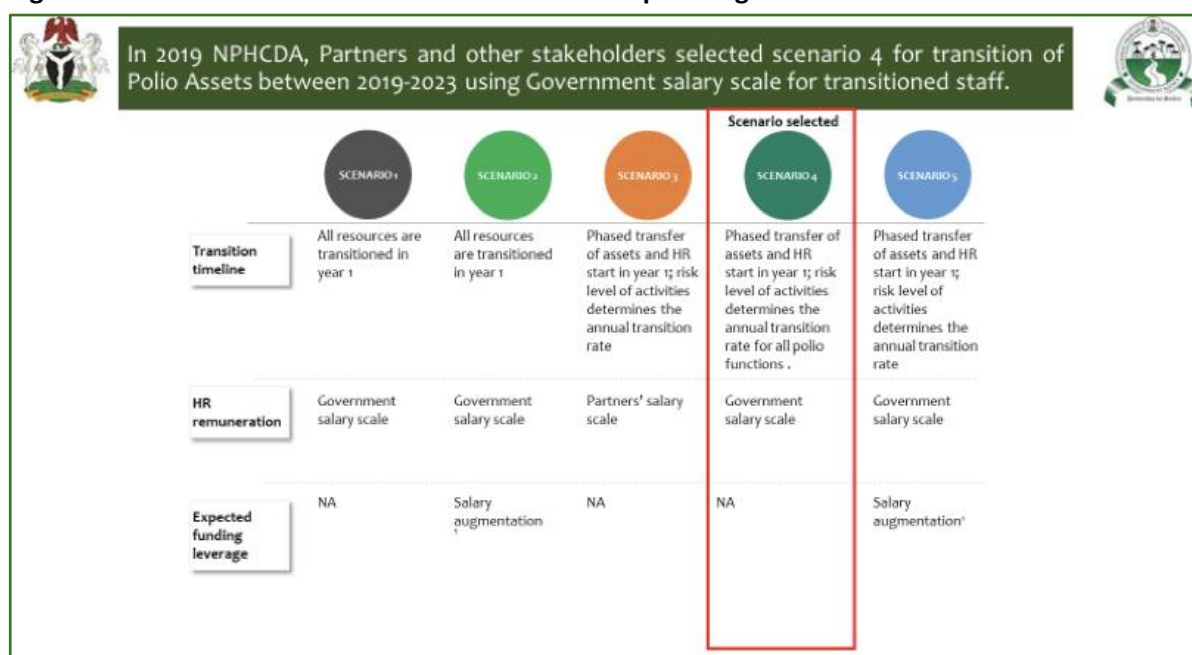 In 2019 NPHCDA, Partners and other stakeholders selected scenario 4 for transition of
Polio Assets between 2019-2023 using Government salary scale for transitioned staff.
Scenario selected
SCENARIO 1
SCENARIO 2
SCENARIO 3
SCENARIO 4
SCENARIO 5
Transition
timeline
All resources are
transitioned in
year 1
All resources
are transitioned
in year 1
Phased transfer
of assets and HR
start in year 1; risk
level of activities
determines the
annual transition
rate
Phased transfer of
assets and HR
start in year 1; risk
level of activities
determines the
annual transition
rate for all polio
functions .
Phased transfer
of assets and HR
start in year 1;
risk level of
activities
determines the
annual transition
rate
HR
remuneration
Government
salary scale
Government
salary scale
Partners' salary
scale
Government
salary scale
Government
salary scale
Expected
funding
leverage
NA
Salary
augmentation
1
NA
NA
Salary
augmentation